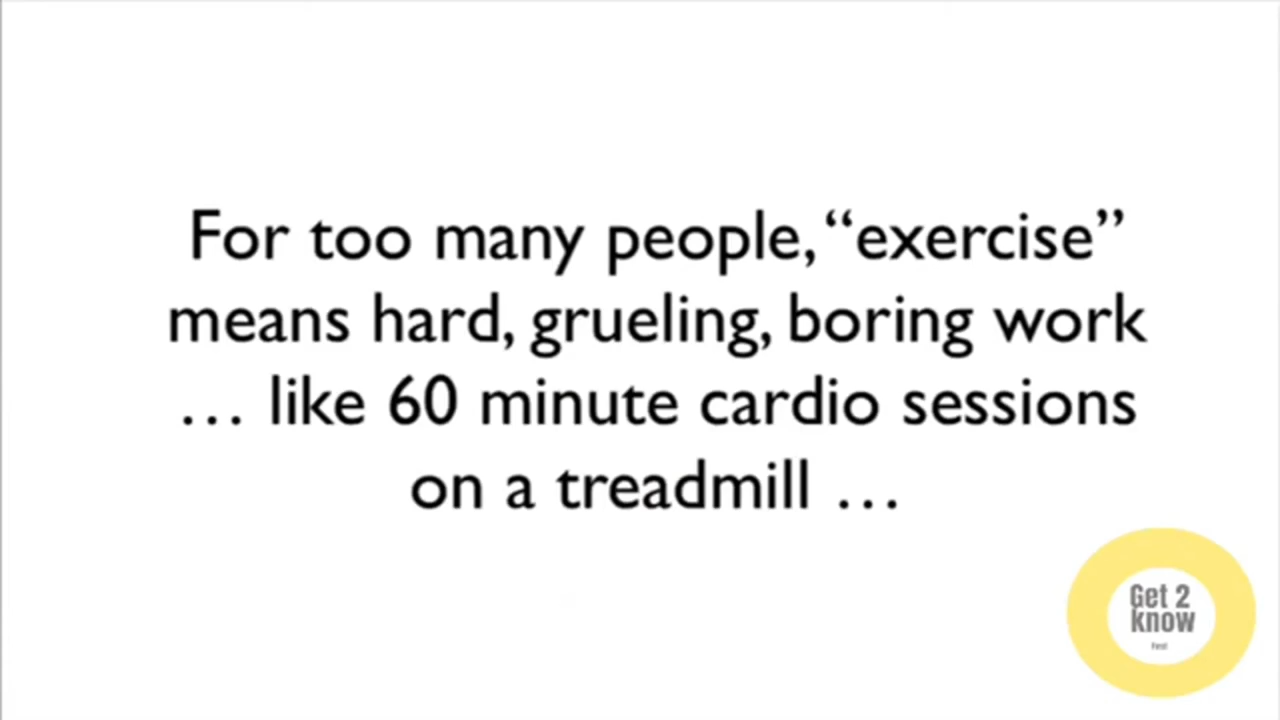 For too many people, “exercise”
means hard, grueling, boring work
… like 60 minute cardio sessions
on a treadmill …
Get 2
know